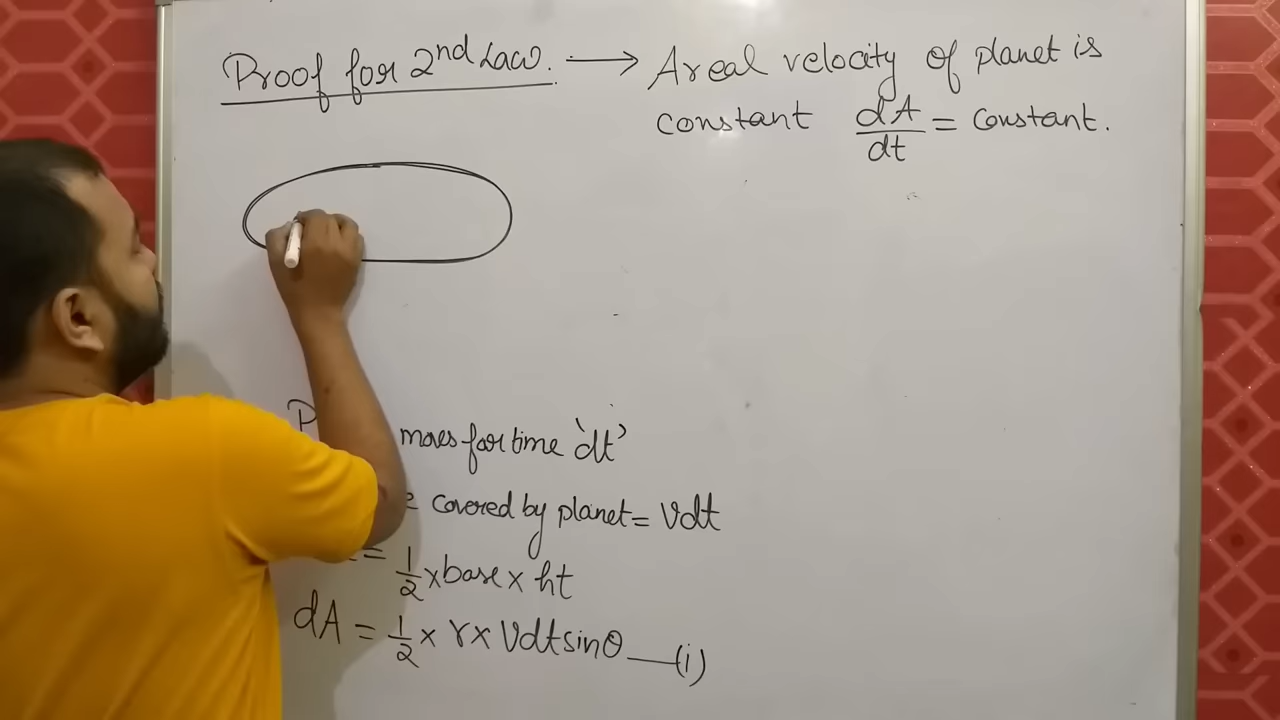 Proof for 2nd Law. → Areal velocity of planet is
constant dA/dt = constant.
moves for time 'dt'
covered by planet = Vdt
= 1/2 × base × ht
dA = 1/2 × r × Vdt sinθ —(i)